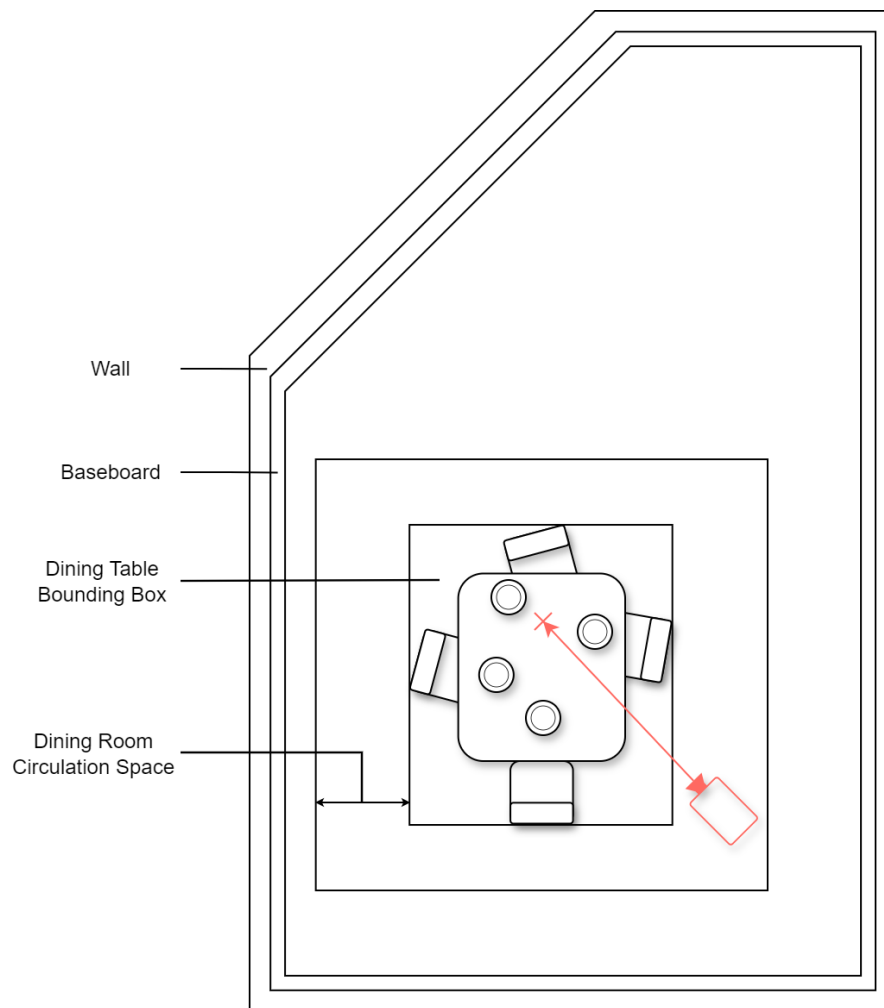 Wall
Baseboard
Dining Table
Bounding Box
Dining Room
Circulation Space